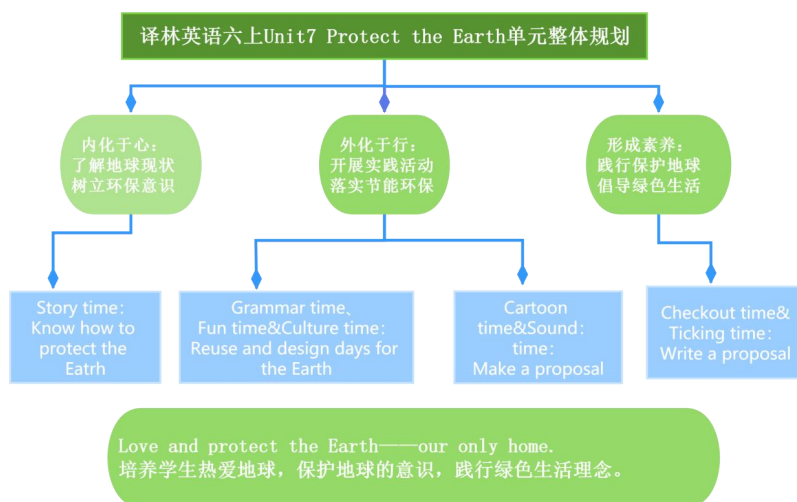 译林英语六上Unit7 Protect the Earth单元整体规划
内化于心：
了解地球现状
树立环保意识
外化于行：
开展实践活动
落实节能环保
形成素养：
践行保护地球
倡导绿色生活
Story time：
Know how to
protect the
Eatrh
Grammar time、
Fun time&Culture time：
Reuse and design days for
the Earth
Cartoon
time&Sound：
time：
Make a proposal
Checkout time&
Ticking time：
Write a proposal
Love and protect the Earth——our only home.
培养学生热爱地球，保护地球的意识，践行绿色生活理念。